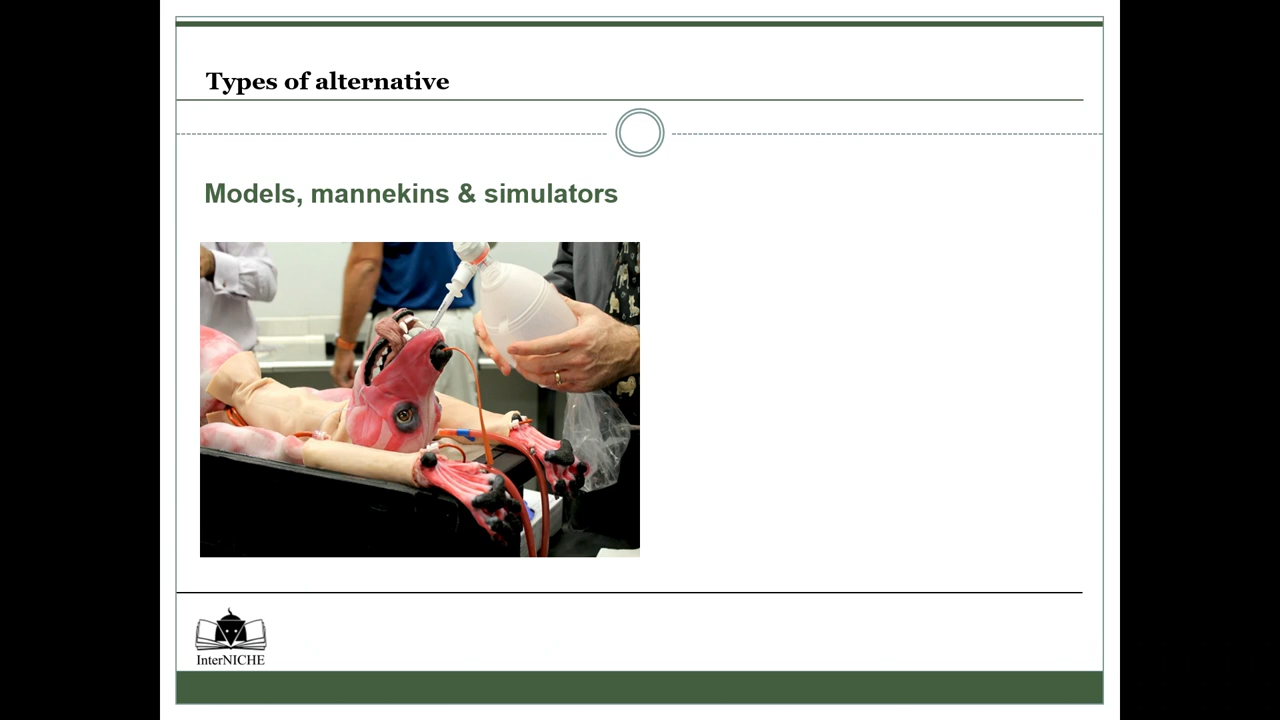 Types of alternative
Models, mannekins & simulators
InterNICHE